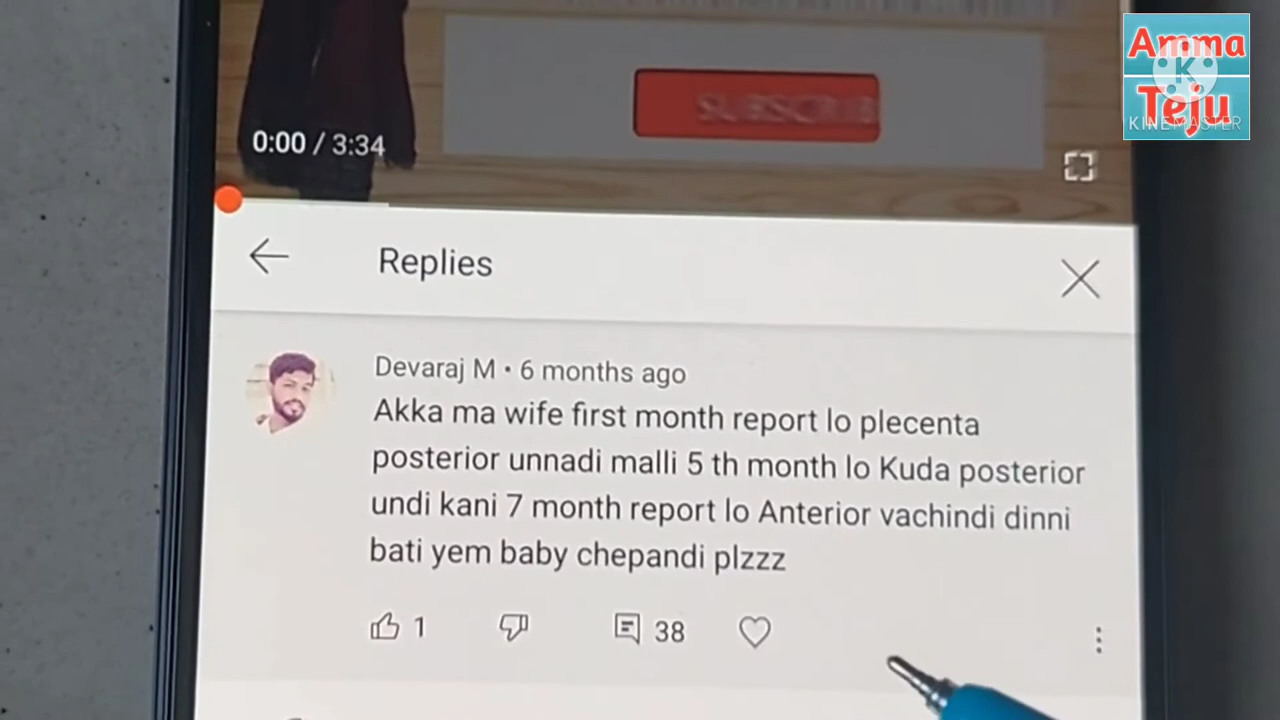 Amma
K
Teju
KINEMASTER
SUBSCRIB
0:00 / 3:34
Replies
Devaraj M • 6 months ago
Akka ma wife first month report lo plecenta
posterior unnadi malli 5 th month lo Kuda posterior
undi kani 7 month report lo Anterior vachindi dinni
bati yem baby chepandi plzzz
1
38